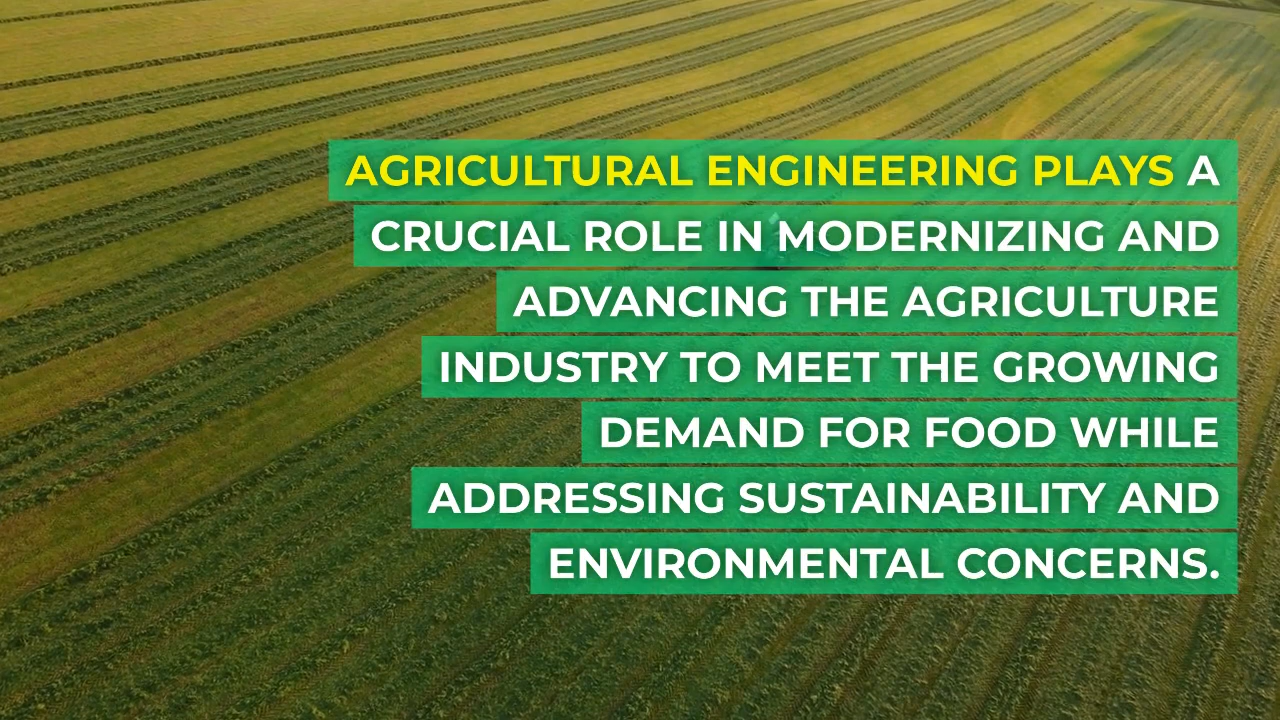 AGRICULTURAL ENGINEERING PLAYS A
CRUCIAL ROLE IN MODERNIZING AND
ADVANCING THE AGRICULTURE
INDUSTRY TO MEET THE GROWING
DEMAND FOR FOOD WHILE
ADDRESSING SUSTAINABILITY AND
ENVIRONMENTAL CONCERNS.